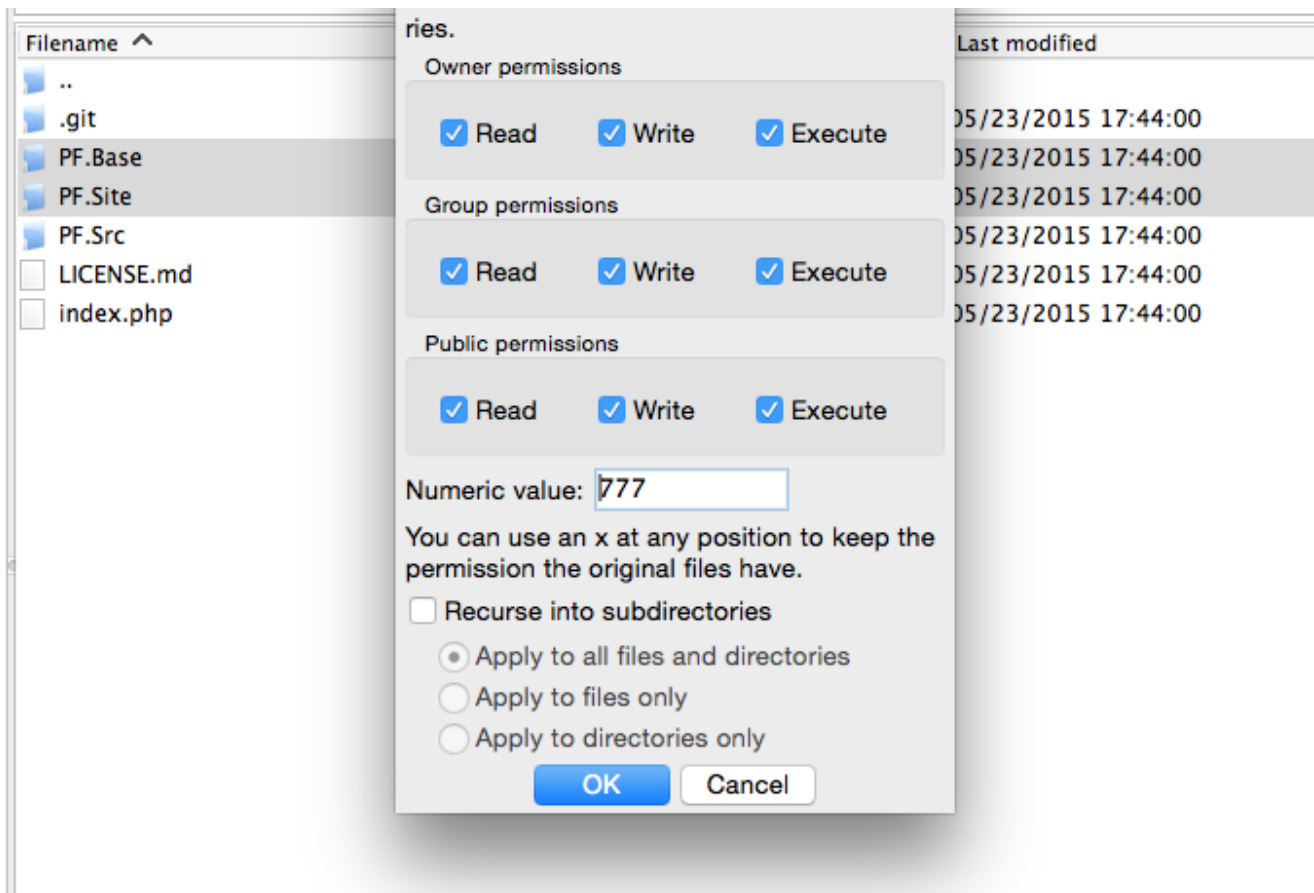 ries.
Filename
Last modified
..
.git
05/23/2015 17:44:00
PF.Base
05/23/2015 17:44:00
PF.Site
05/23/2015 17:44:00
PF.Src
05/23/2015 17:44:00
LICENSE.md
05/23/2015 17:44:00
index.php
05/23/2015 17:44:00
Owner permissions
Read Write Execute
Group permissions
Read Write Execute
Public permissions
Read Write Execute
Numeric value: 777
You can use an x at any position to keep the
permission the original files have.
Recurse into subdirectories
Apply to all files and directories
Apply to files only
Apply to directories only
OK Cancel